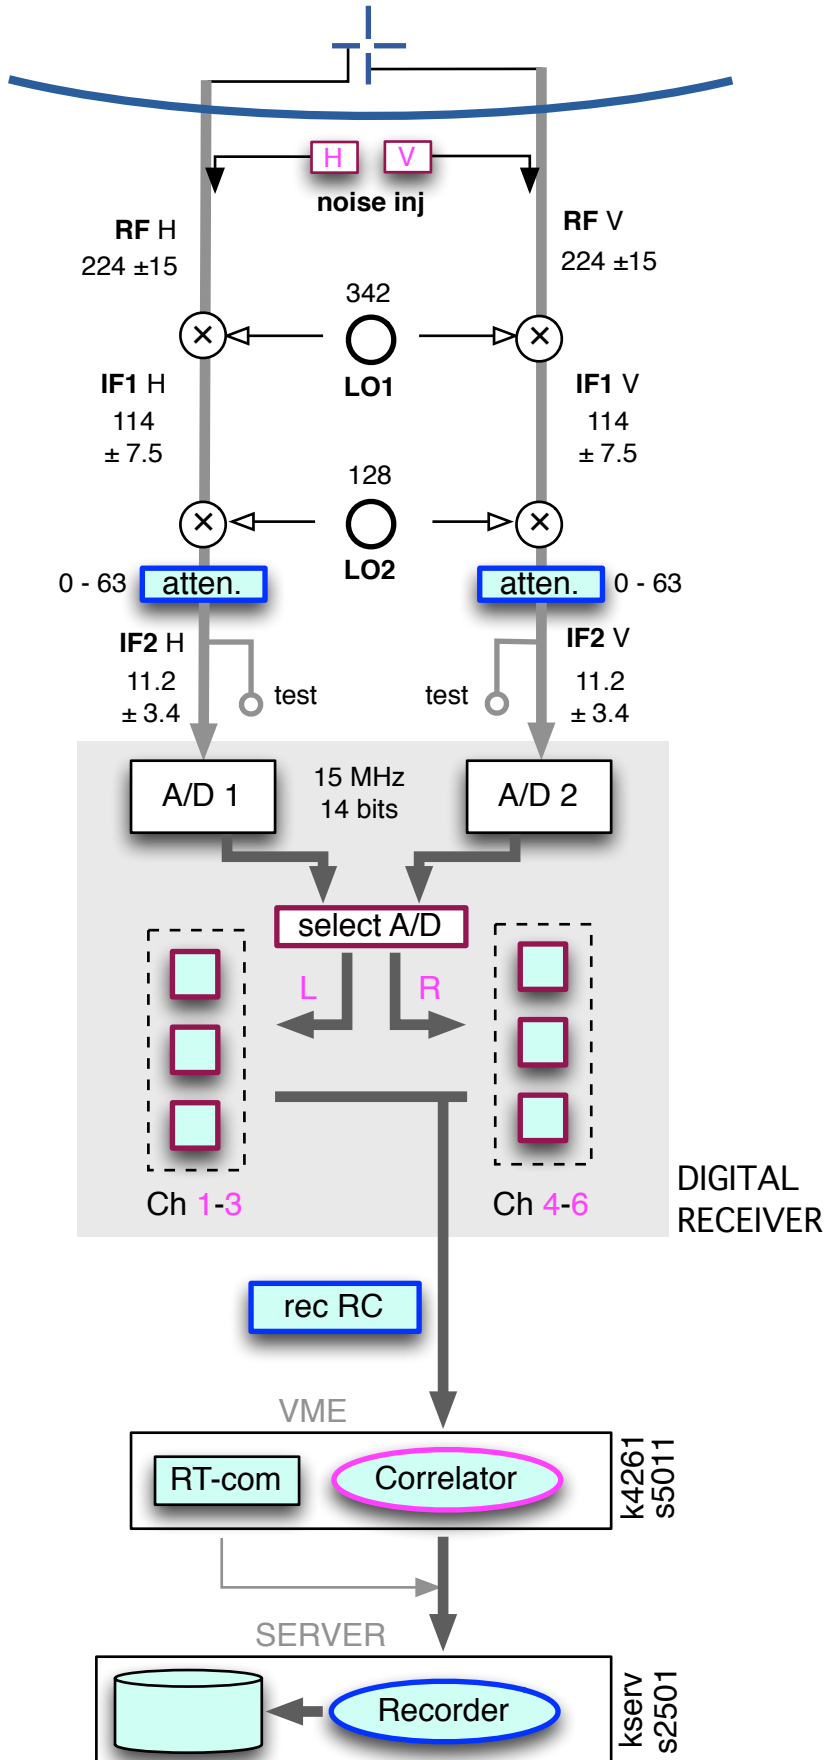 H V
noise inj
RF H
224 ±15
RF V
224 ±15
342
LO1
IF1 H
114
± 7.5
IF1 V
114
± 7.5
128
LO2
0 - 63
atten.
atten.
0 - 63
IF2 H
11.2
± 3.4
test
test
IF2 V
11.2
± 3.4
A/D 1
15 MHz
14 bits
A/D 2
select A/D
L R
Ch 1-3
Ch 4-6
DIGITAL
RECEIVER
rec RC
VME
RT-com
Correlator
k4261
s5011
SERVER
Recorder
kserv
s2501